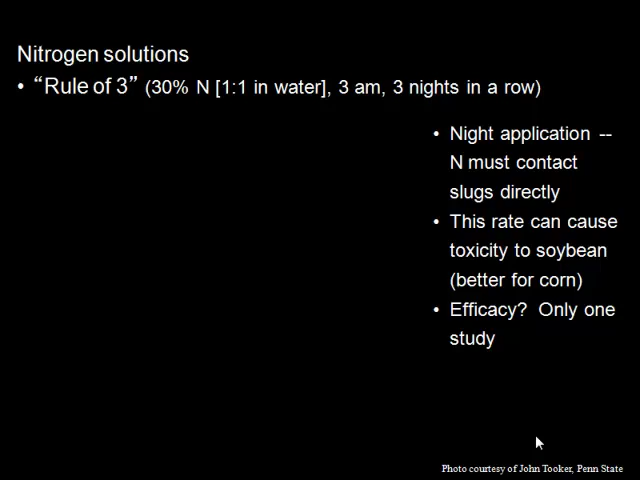 Nitrogen solutions
• “Rule of 3” (30% N [1:1 in water], 3 am, 3 nights in a row)
• Night application --
N must contact
slugs directly
• This rate can cause
toxicity to soybean
(better for corn)
• Efficacy? Only one
study
Photo courtesy of John Tooker, Penn State